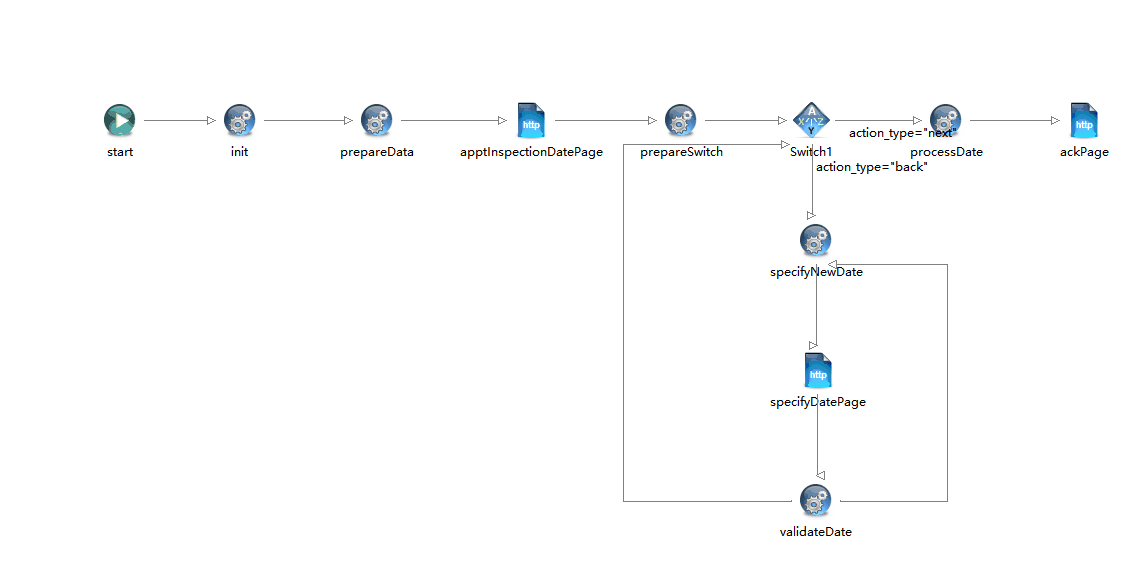 http
http
A
X Z
Y
action_type="next"
start
init
prepareData
apptInspectionDatePage
prepareSwitch
Switch1
processDate
ackPage
action_type="back"
specifyNewDate
http
specifyDatePage
validateDate